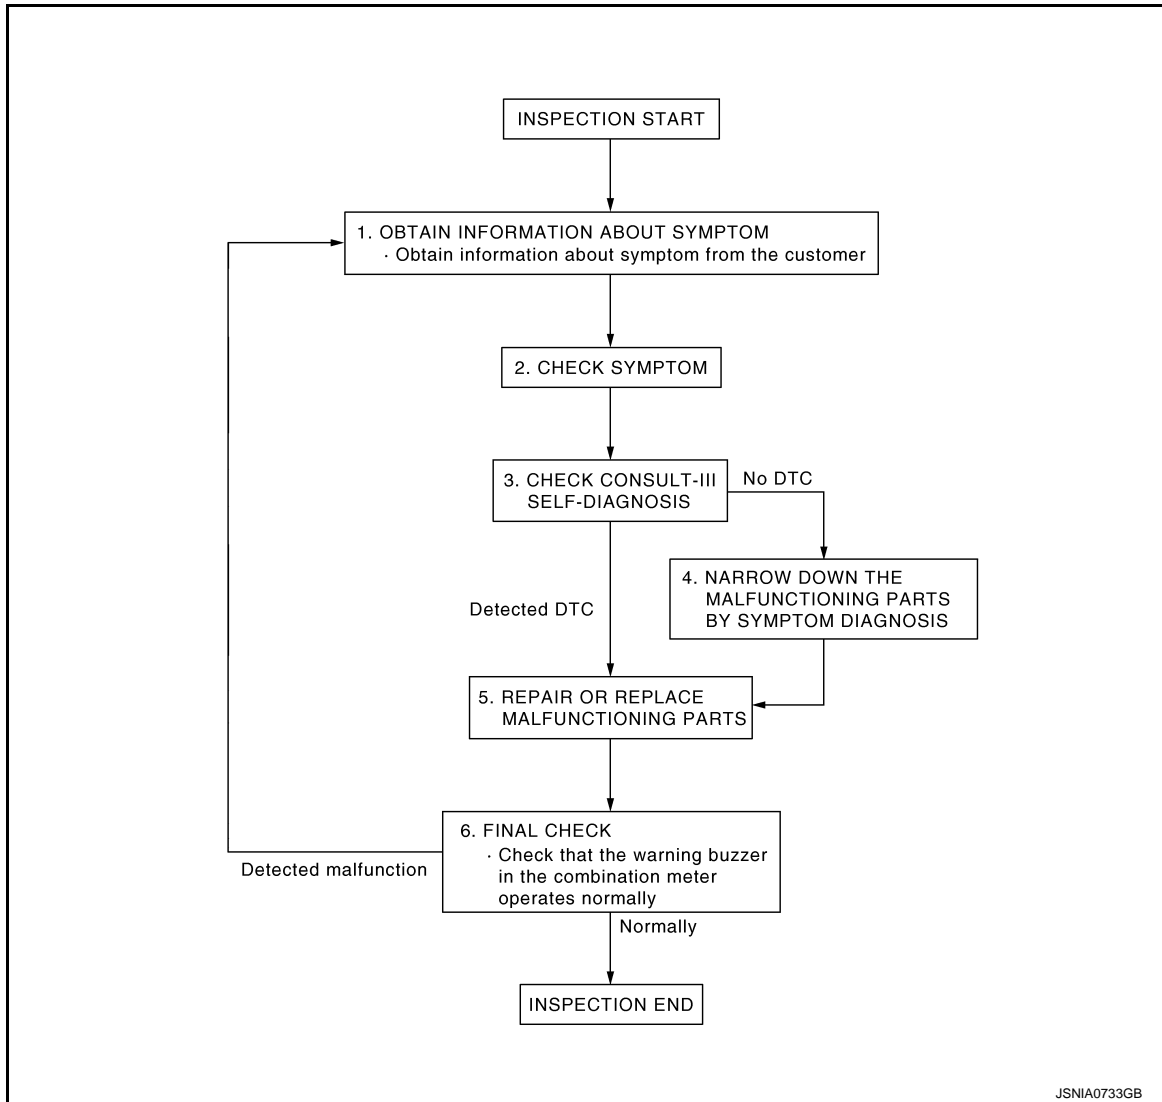 INSPECTION START
1. OBTAIN INFORMATION ABOUT SYMPTOM
· Obtain information about symptom from the customer
2. CHECK SYMPTOM
3. CHECK CONSULT-III
SELF-DIAGNOSIS
No DTC
4. NARROW DOWN THE
MALFUNCTIONING PARTS
BY SYMPTOM DIAGNOSIS
Detected DTC
5. REPAIR OR REPLACE
MALFUNCTIONING PARTS
6. FINAL CHECK
· Check that the warning buzzer
in the combination meter
operates normally
Detected malfunction
Normally
INSPECTION END
JSNIA0733GB